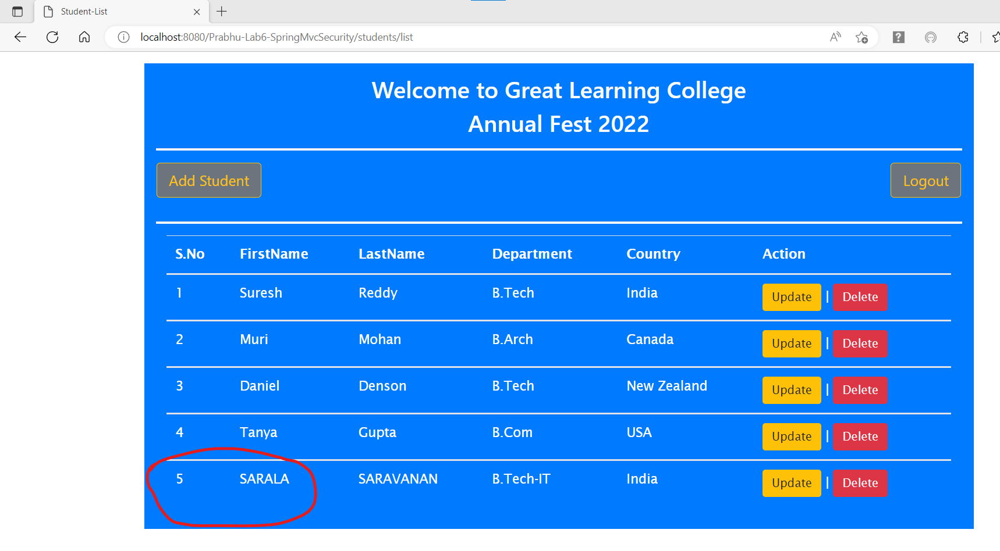 Student-List
localhost:8080/Prabhu-Lab6-SpringMvcSecurity/students/list
Welcome to Great Learning College
Annual Fest 2022
Add Student Logout
S.No FirstName LastName Department Country Action
1 Suresh Reddy B.Tech India Update | Delete
2 Muri Mohan B.Arch Canada Update | Delete
3 Daniel Denson B.Tech New Zealand Update | Delete
4 Tanya Gupta B.Com USA Update | Delete
5 SARALA SARAVANAN B.Tech-IT India Update | Delete